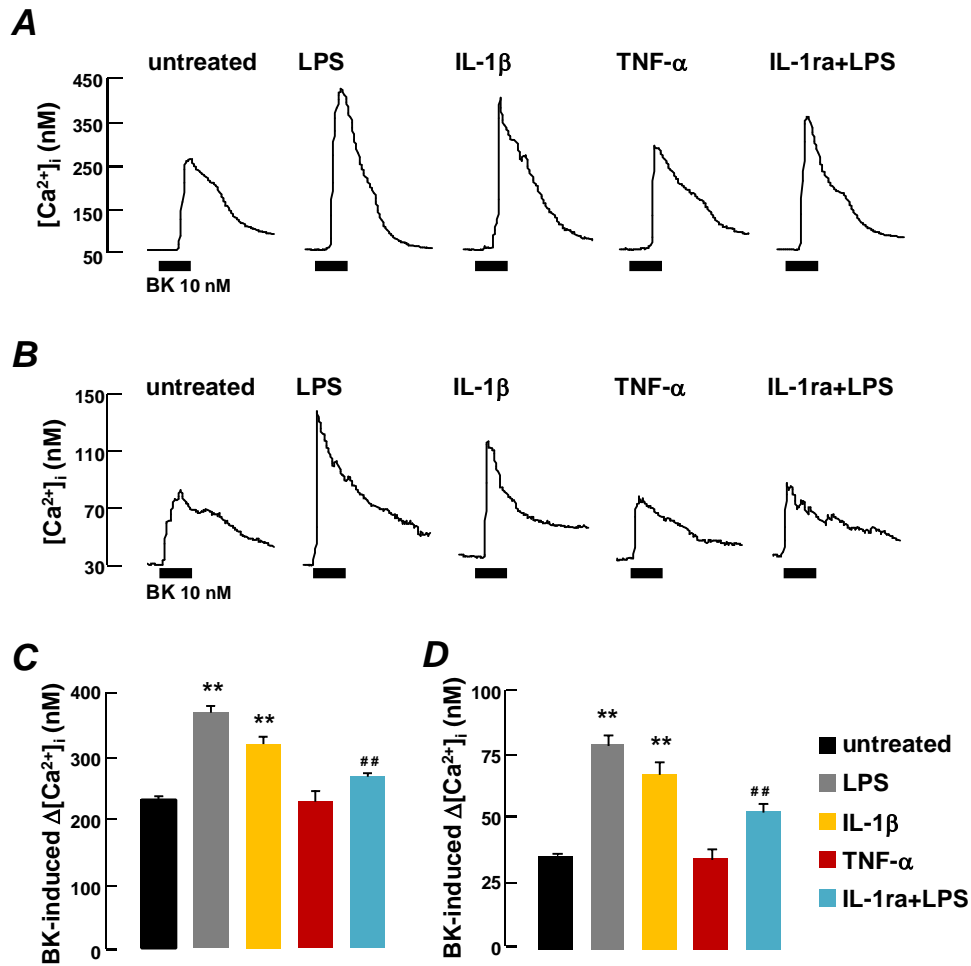 A
untreated LPS IL-1β TNF-α IL-1ra+LPS
450
350
250
150
50
[Ca²⁺]ᵢ (nM)
BK 10 nM
B
untreated LPS IL-1β TNF-α IL-1ra+LPS
150
110
70
30
[Ca²⁺]ᵢ (nM)
BK 10 nM
C
400
300
200
100
0
BK-induced Δ[Ca²⁺]ᵢ (nM)
** ** ##
D
100
75
50
25
0
BK-induced Δ[Ca²⁺]ᵢ (nM)
** ** ##
untreated
LPS
IL-1β
TNF-α
IL-1ra+LPS